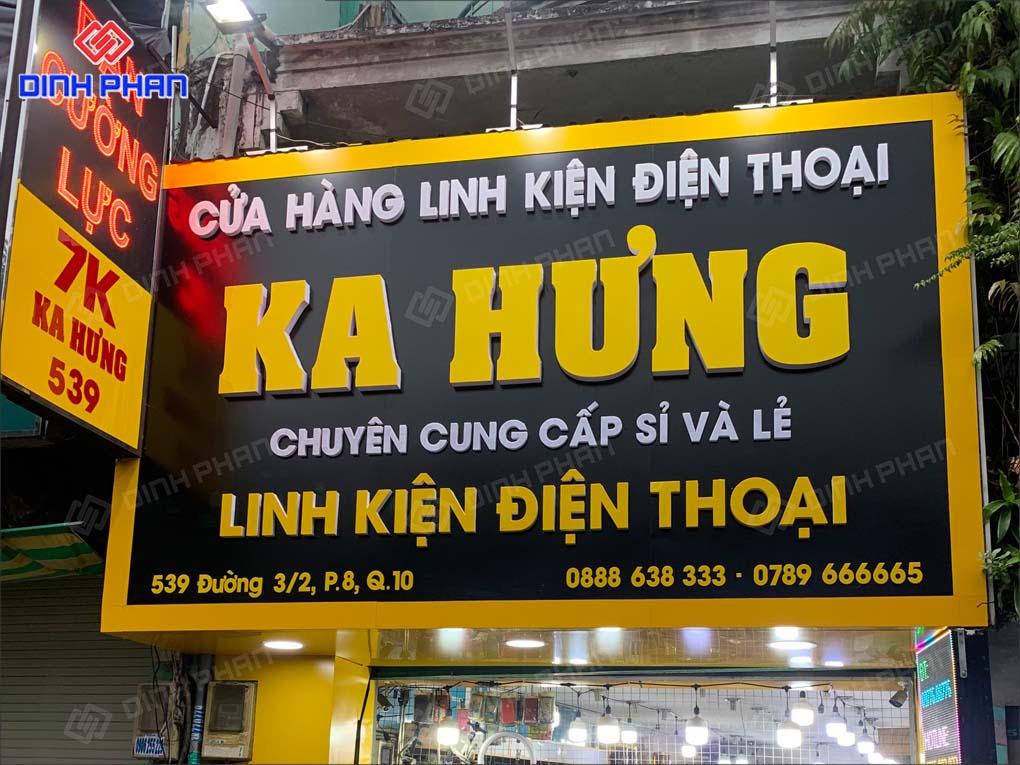 DINH PHAN
CƯỜNG
LỰC
7K
KA HƯNG
539
CỬA HÀNG LINH KIỆN ĐIỆN THOẠI
KA HƯNG
CHUYÊN CUNG CẤP SỈ VÀ LẺ
LINH KIỆN ĐIỆN THOẠI
539 Đường 3/2, P.8, Q.10
0888 638 333 - 0789 666665